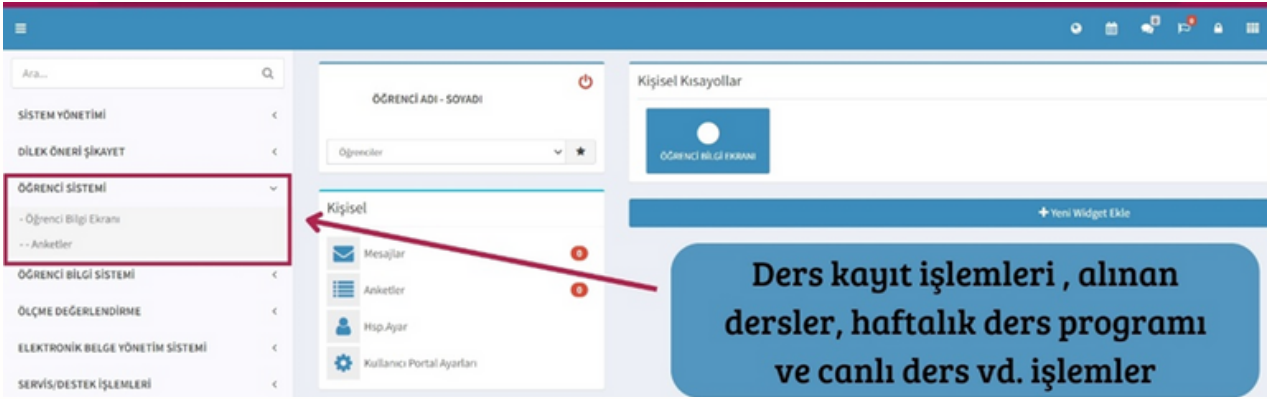 Ara...
SİSTEM YÖNETİMİ
DİLEK ÖNERİ ŞİKAYET
ÖĞRENCİ SİSTEMİ
- Öğrenci Bilgi Ekranı
- - Anketler
ÖĞRENCİ BİLGİ SİSTEMİ
ÖLÇME DEĞERLENDİRME
ELEKTRONİK BELGE YÖNETİM SİSTEMİ
SERVİS/DESTEK İŞLEMLERİ
ÖĞRENCİ ADI - SOYADI
Öğrenciler
Kişisel
Mesajlar 0
Anketler 0
Hsp.Ayar
Kullanıcı Portal Ayarları
0 0
Kişisel Kısayollar
ÖĞRENCİ BİLGİ EKRANI
+ Yeni Widget Ekle
Ders kayıt işlemleri , alınan
dersler, haftalık ders programı
ve canlı ders vd. işlemler